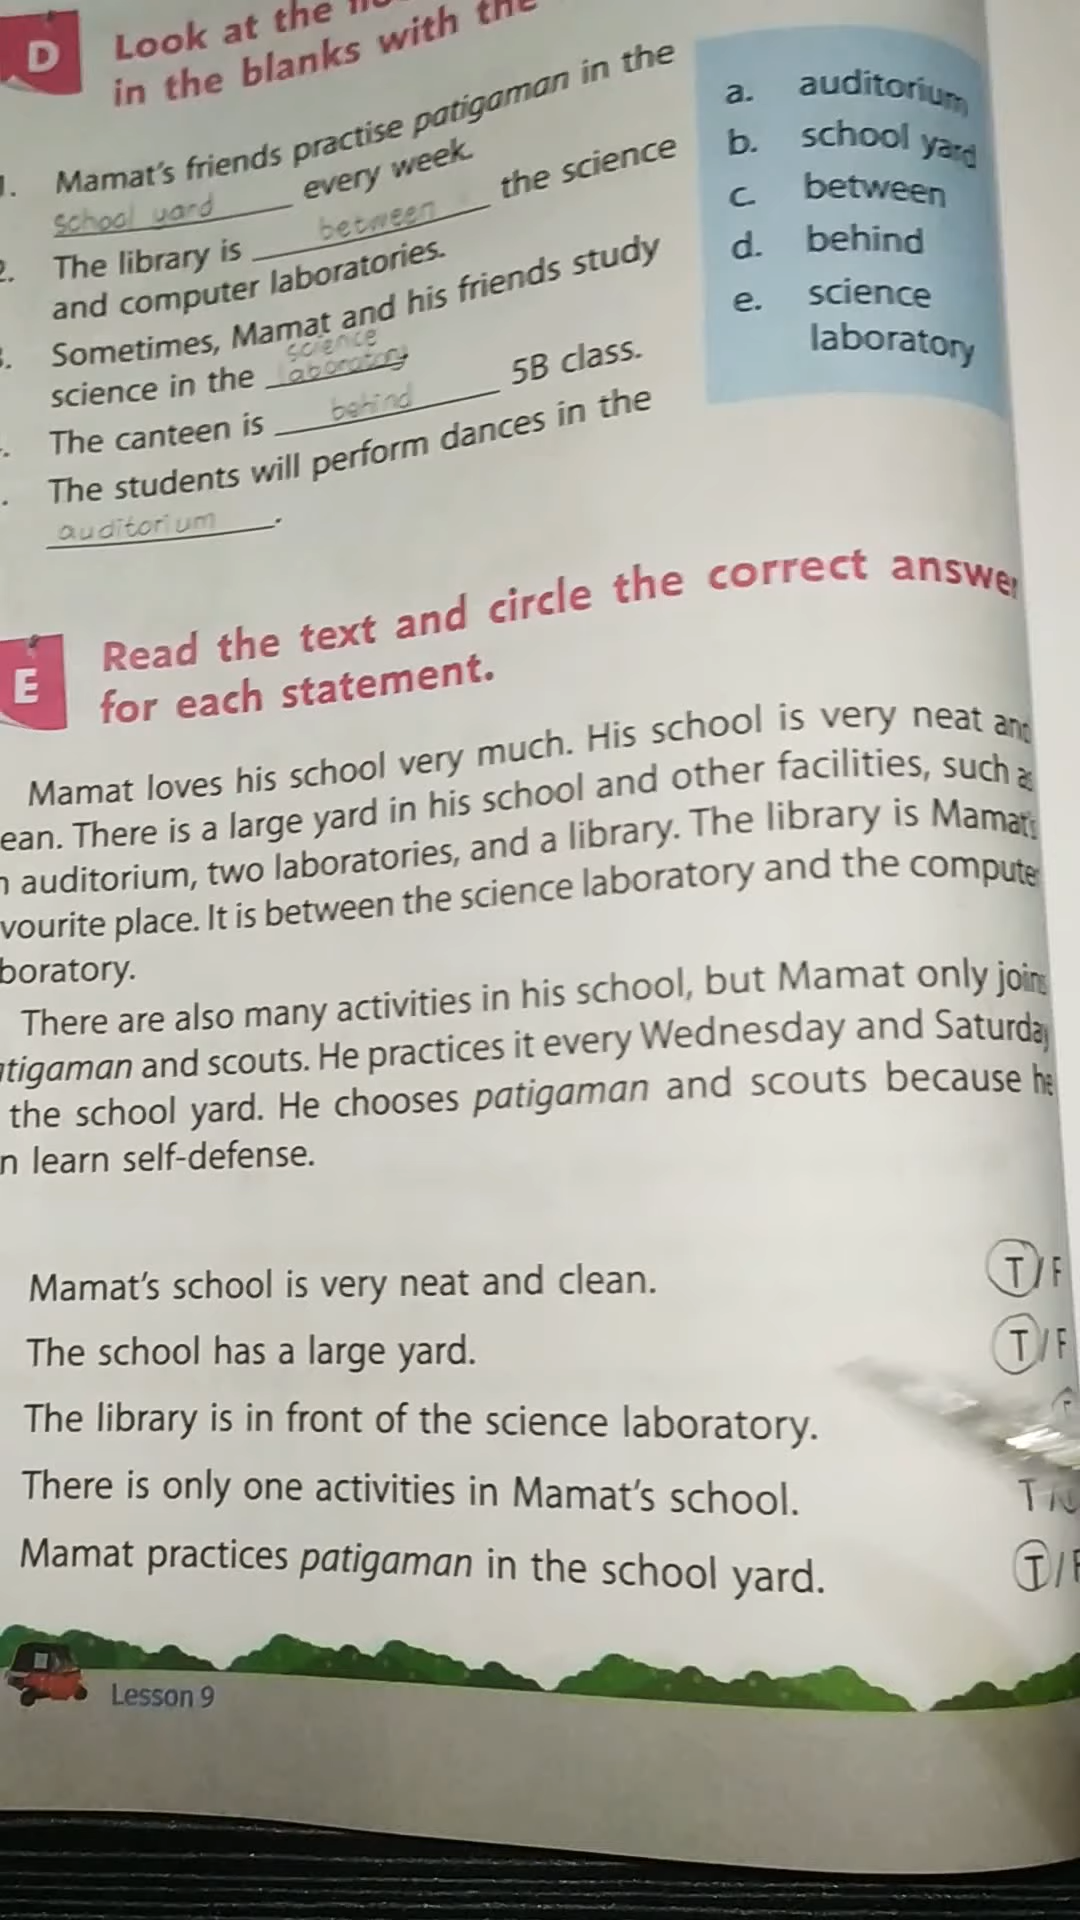 D Look at the
in the blanks with the
1. Mamat's friends practise patigaman in the
school yard every week.
2. The library is between the science
and computer laboratories.
3. Sometimes, Mamat and his friends study
science in the science laboratory
The canteen is behind 5B class.
The students will perform dances in the
auditorium.
a. auditorium
b. school yard
c. between
d. behind
e. science
laboratory
E Read the text and circle the correct answer
for each statement.
Mamat loves his school very much. His school is very neat and
ean. There is a large yard in his school and other facilities, such as
n auditorium, two laboratories, and a library. The library is Mamat's
vourite place. It is between the science laboratory and the computer
boratory.
There are also many activities in his school, but Mamat only joins
tigaman and scouts. He practices it every Wednesday and Saturday
the school yard. He chooses patigaman and scouts because he
n learn self-defense.
Mamat's school is very neat and clean. T/F
The school has a large yard. T/F
The library is in front of the science laboratory.
There is only one activities in Mamat's school. T/
Mamat practices patigaman in the school yard. T/F
Lesson 9